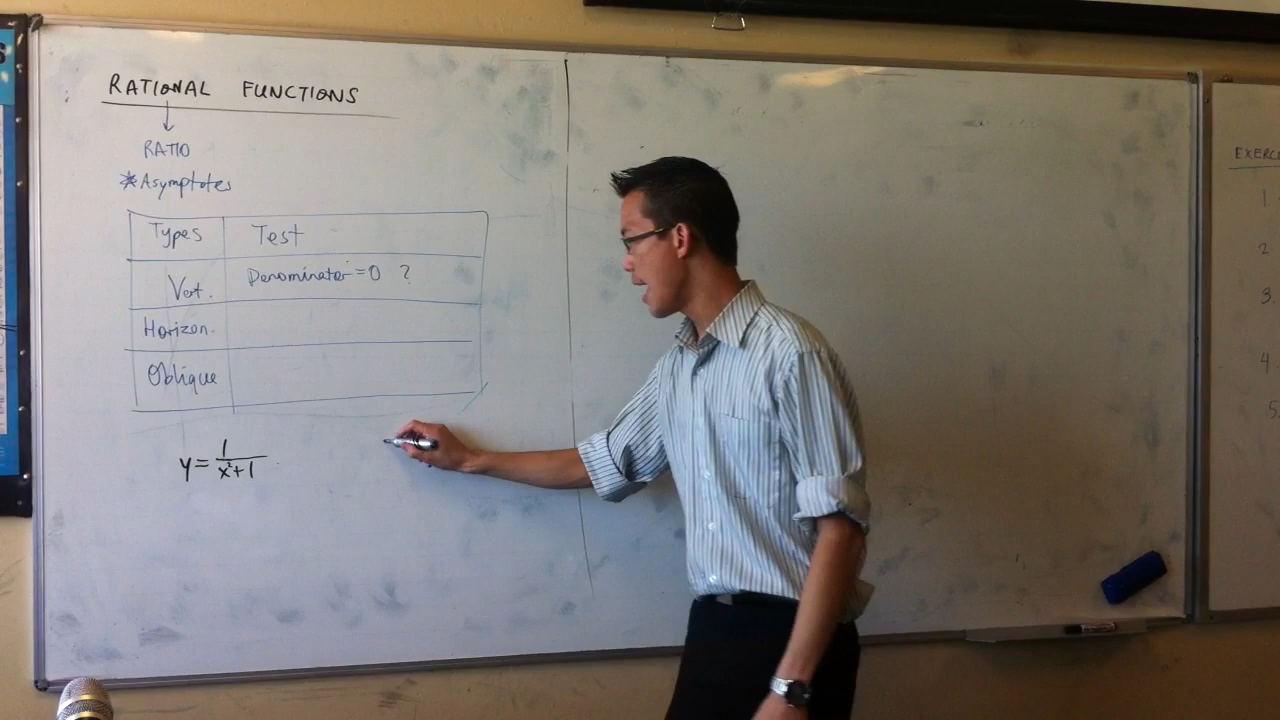 RATIONAL FUNCTIONS
RATIO
*Asymptotes
Types Test
Vert. Denominator = 0 ?
Horizon.
Oblique
y = 1/(x²+1)
1.
2
3.
4.
5